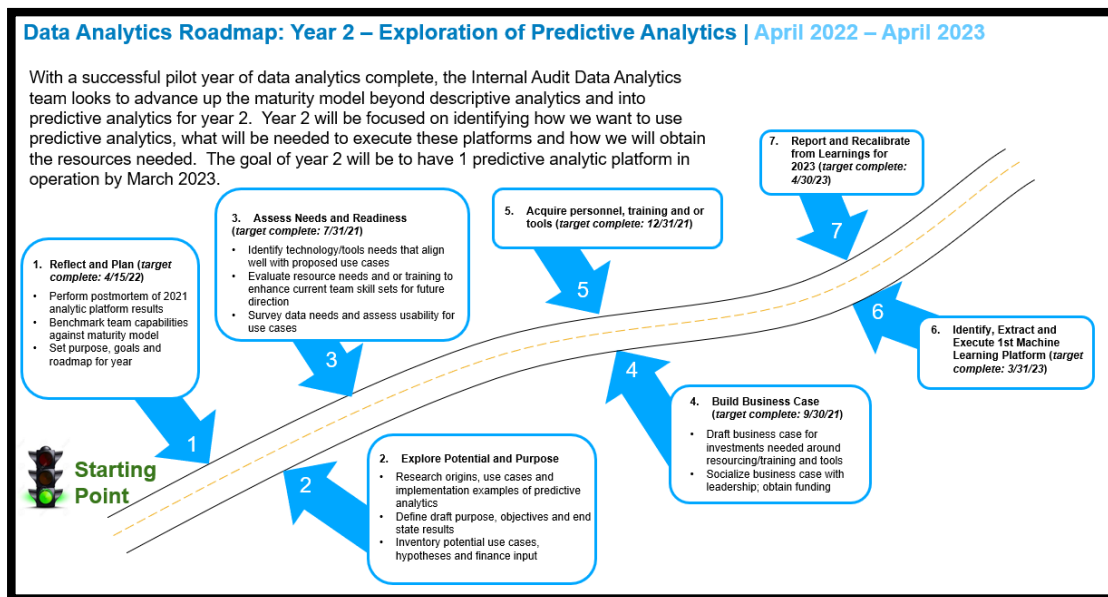 Data Analytics Roadmap: Year 2 – Exploration of Predictive Analytics | April 2022 – April 2023
With a successful pilot year of data analytics complete, the Internal Audit Data Analytics
team looks to advance up the maturity model beyond descriptive analytics and into
predictive analytics for year 2.  Year 2 will be focused on identifying how we want to use
predictive analytics, what will be needed to execute these platforms and how we will obtain
the resources needed.  The goal of year 2 will be to have 1 predictive analytic platform in
operation by March 2023.
1. Reflect and Plan (target
complete: 4/15/22)
• Perform postmortem of 2021
analytic platform results
• Benchmark team capabilities
against maturity model
• Set purpose, goals and
roadmap for year
1
Starting
Point
2. Explore Potential and Purpose
• Research origins, use cases and
implementation examples of predictive
analytics
• Define draft purpose, objectives and end
state results
• Inventory potential use cases,
hypotheses and finance input
2
3. Assess Needs and Readiness
(target complete: 7/31/21)
• Identify technology/tools needs that align
well with proposed use cases
• Evaluate resource needs and or training to
enhance current team skill sets for future
direction
• Survey data needs and assess usability for
use cases
3
4. Build Business Case
(target complete: 9/30/21)
• Draft business case for
investments needed around
resourcing/training and tools
• Socialize business case with
leadership; obtain funding
4
5. Acquire personnel, training and or
tools (target complete: 12/31/21)
5
6. Identify, Extract and
Execute 1st Machine
Learning Platform (target
complete: 3/31/23)
6
7. Report and Recalibrate
from Learnings for
2023 (target complete:
4/30/23)
7